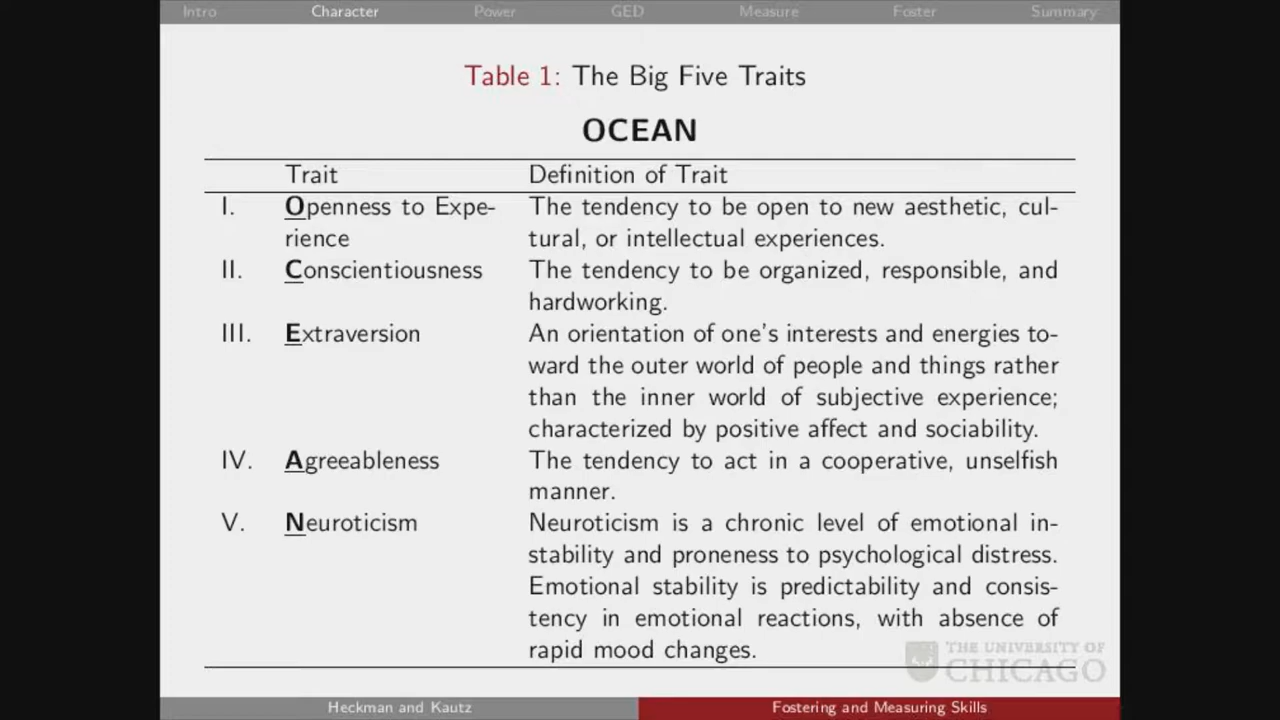 Intro Character Power GED Measure Foster Summary
Table 1: The Big Five Traits
OCEAN
Trait Definition of Trait
I. Openness to Expe- The tendency to be open to new aesthetic, cul-
rience tural, or intellectual experiences.
II. Conscientiousness The tendency to be organized, responsible, and
hardworking.
III. Extraversion An orientation of one's interests and energies to-
ward the outer world of people and things rather
than the inner world of subjective experience;
characterized by positive affect and sociability.
IV. Agreeableness The tendency to act in a cooperative, unselfish
manner.
V. Neuroticism Neuroticism is a chronic level of emotional in-
stability and proneness to psychological distress.
Emotional stability is predictability and consis-
tency in emotional reactions, with absence of
rapid mood changes.
THE UNIVERSITY OF
CHICAGO
Heckman and Kautz Fostering and Measuring Skills